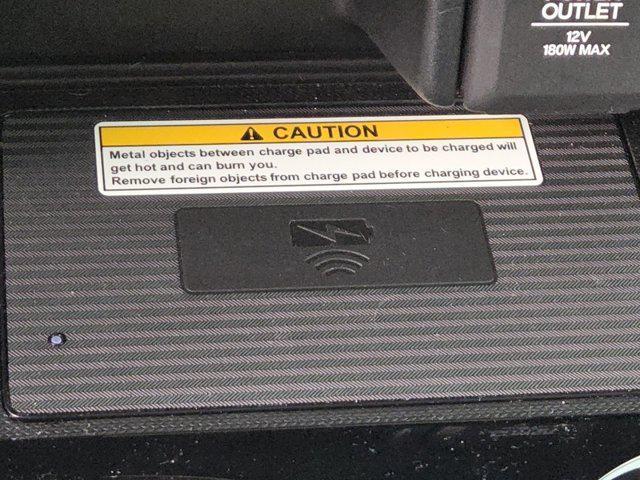 OUTLET
12V
180W MAX
CAUTION
Metal objects between charge pad and device to be charged will
get hot and can burn you.
Remove foreign objects from charge pad before charging device.